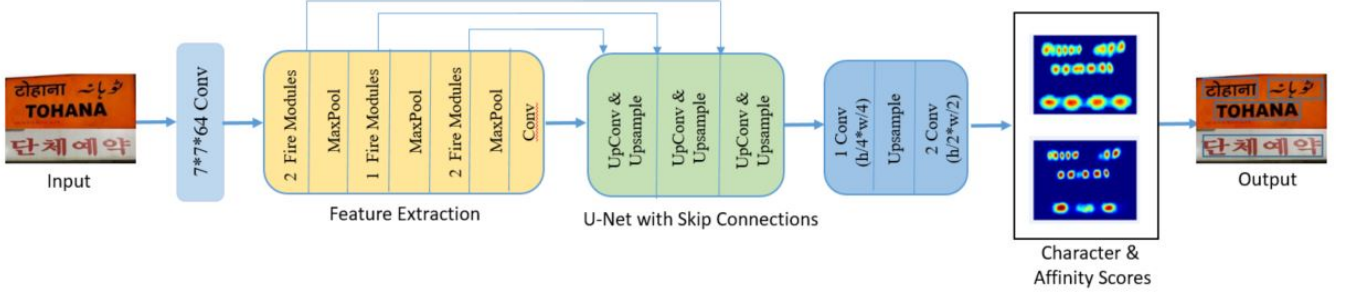 टोहाना ٹوہانہ
TOHANA
단체예약
Input
7*7*64 Conv
2 Fire Modules
MaxPool
1 Fire Modules
MaxPool
2 Fire Modules
MaxPool
Conv
Feature Extraction
UpConv &
Upsample
UpConv &
Upsample
UpConv &
Upsample
U-Net with Skip Connections
1 Conv
(h/4*w/4)
Upsample
2 Conv
(h/2*w/2)
Character &
Affinity Scores
टोहाना ٹوہانہ
TOHANA
단체예약
Output